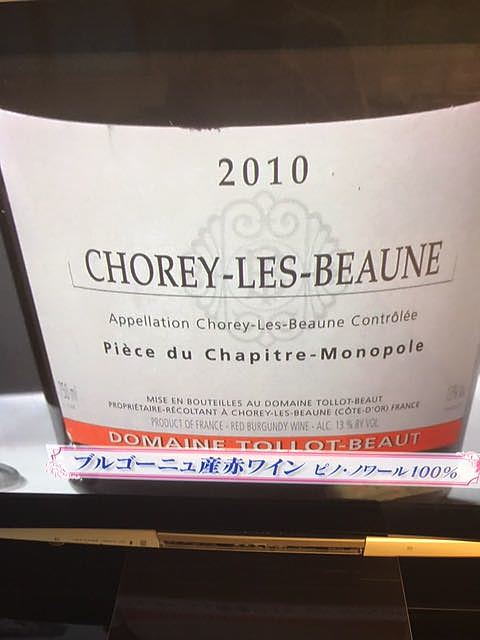 2010
CHOREY-LES-BEAUNE
Appellation Chorey-Les-Beaune Contrôlée
Pièce du Chapitre-Monopole
MISE EN BOUTEILLES AU DOMAINE TOLLOT-BEAUT
PROPRIÉTAIRE-RÉCOLTANT À CHOREY-LES-BEAUNE (CÔTE-D'OR) FRANCE
PRODUCT OF FRANCE - RED BURGUNDY WINE - ALC. 13 % BY VOL
DOMAINE TOLLOT-BEAUT
ブルゴーニュ産赤ワイン ピノ・ノワール100%